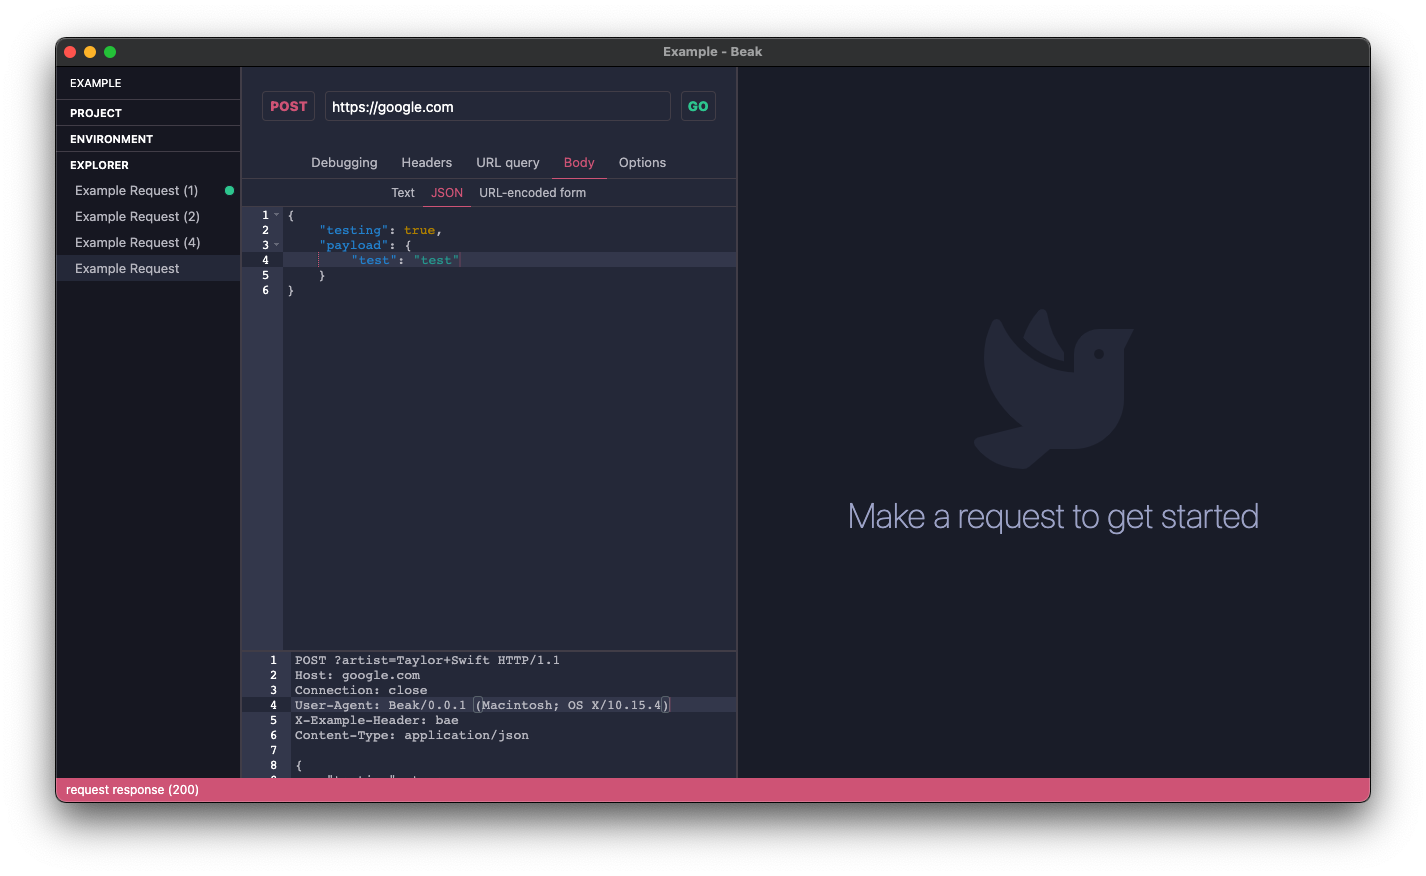 Example - Beak
EXAMPLE
PROJECT
ENVIRONMENT
EXPLORER
Example Request (1)
Example Request (2)
Example Request (4)
Example Request
POST https://google.com GO
Debugging Headers URL query Body Options
Text JSON URL-encoded form
1 {
2 "testing": true,
3 "payload": {
4 "test": "test"
5 }
6 }
1 POST ?artist=Taylor+Swift HTTP/1.1
2 Host: google.com
3 Connection: close
4 User-Agent: Beak/0.0.1 (Macintosh; OS X/10.15.4)
5 X-Example-Header: bae
6 Content-Type: application/json
7
8 {
Make a request to get started
request response (200)